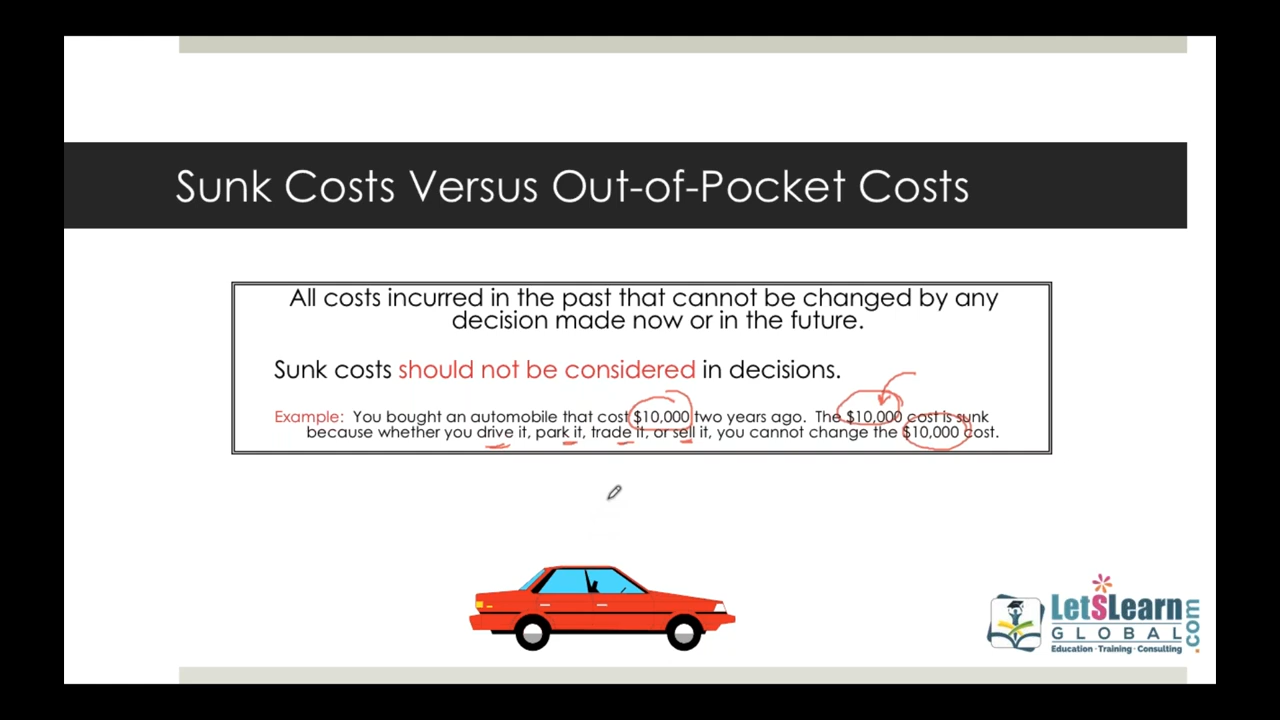 Sunk Costs Versus Out-of-Pocket Costs
All costs incurred in the past that cannot be changed by any
decision made now or in the future.
Sunk costs should not be considered in decisions.
Example: You bought an automobile that cost $10,000 two years ago. The $10,000 cost is sunk
because whether you drive it, park it, trade it, or sell it, you cannot change the $10,000 cost.
LetSLearn
GLOBAL
.com
Education · Training · Consulting